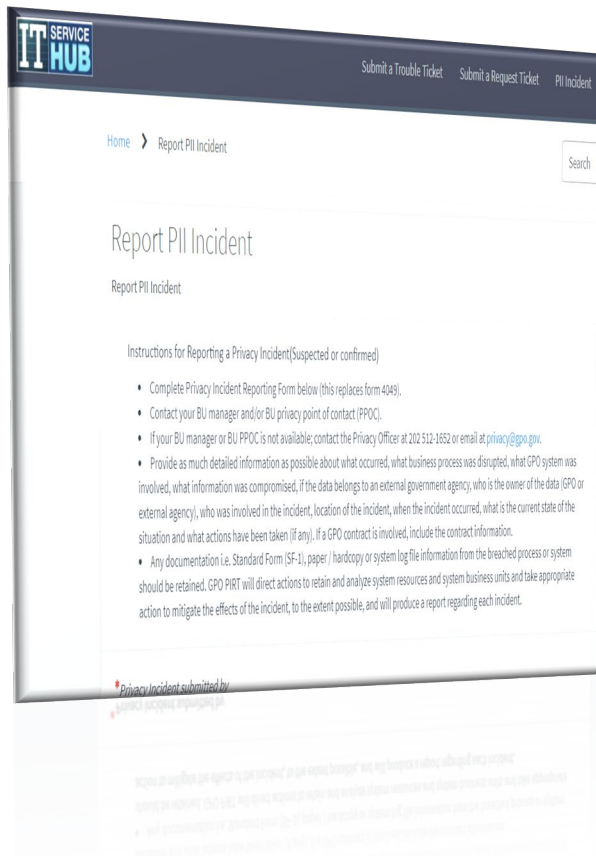 IT SERVICE HUB
Submit a Trouble Ticket Submit a Request Ticket PII Incident
Home ❯ Report PII Incident
Search
Report PII Incident
Report PII Incident
Instructions for Reporting a Privacy Incident(Suspected or confirmed)
• Complete Privacy Incident Reporting Form below (this replaces form 4049).
• Contact your BU manager and/or BU privacy point of contact (PPOC).
• If your BU manager or BU PPOC is not available; contact the Privacy Officer at 202 512-1652 or email at privacy@gpo.gov.
• Provide as much detailed information as possible about what occurred, what business process was disrupted, what GPO system was
involved, what information was compromised, if the data belongs to an external government agency, who is the owner of the data (GPO or
external agency), who was involved in the incident, location of the incident, when the incident occurred, what is the current state of the
situation and what actions have been taken (if any). If a GPO contract is involved, include the contract information.
• Any documentation i.e. Standard Form (SF-1), paper / hardcopy or system log file information from the breached process or system
should be retained. GPO PIRT will direct actions to retain and analyze system resources and system business units and take appropriate
action to mitigate the effects of the incident, to the extent possible, and will produce a report regarding each incident.
*Privacy Incident submitted by